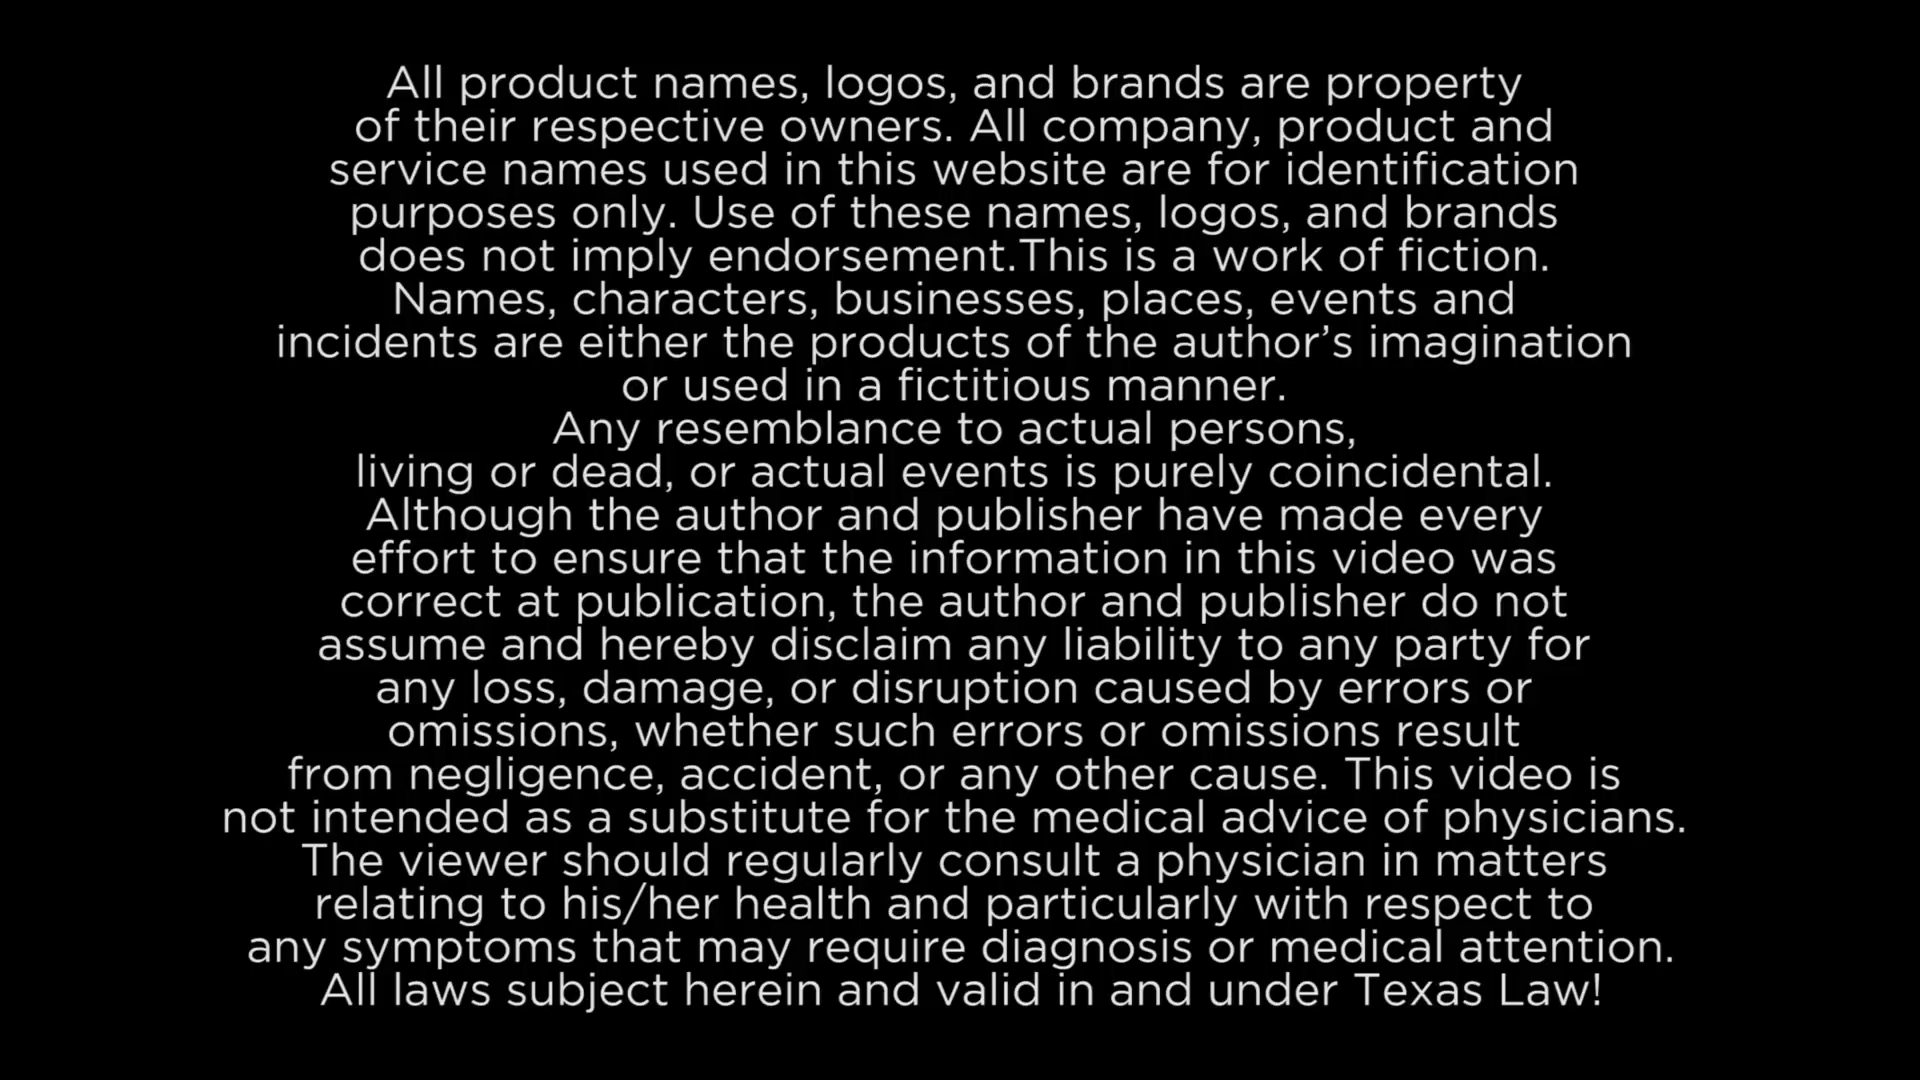 All product names, logos, and brands are property
of their respective owners. All company, product and
service names used in this website are for identification
purposes only. Use of these names, logos, and brands
does not imply endorsement.This is a work of fiction.
Names, characters, businesses, places, events and
incidents are either the products of the author’s imagination
or used in a fictitious manner.
Any resemblance to actual persons,
living or dead, or actual events is purely coincidental.
Although the author and publisher have made every
effort to ensure that the information in this video was
correct at publication, the author and publisher do not
assume and hereby disclaim any liability to any party for
any loss, damage, or disruption caused by errors or
omissions, whether such errors or omissions result
from negligence, accident, or any other cause. This video is
not intended as a substitute for the medical advice of physicians.
The viewer should regularly consult a physician in matters
relating to his/her health and particularly with respect to
any symptoms that may require diagnosis or medical attention.
All laws subject herein and valid in and under Texas Law!